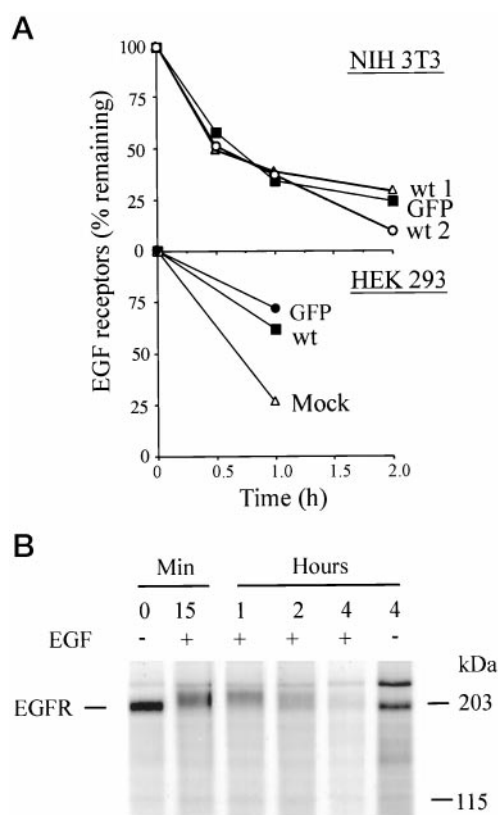 A
NIH 3T3
100
75
50
25
0
wt 1
GFP
wt 2
HEK 293
75
50
25
0
GFP
wt
Mock
EGF receptors (% remaining)
0 0.5 1.0 1.5 2.0
Time (h)
B
Min Hours
0 15 1 2 4 4
EGF - + + + + -
kDa
EGFR — — 203
— 115